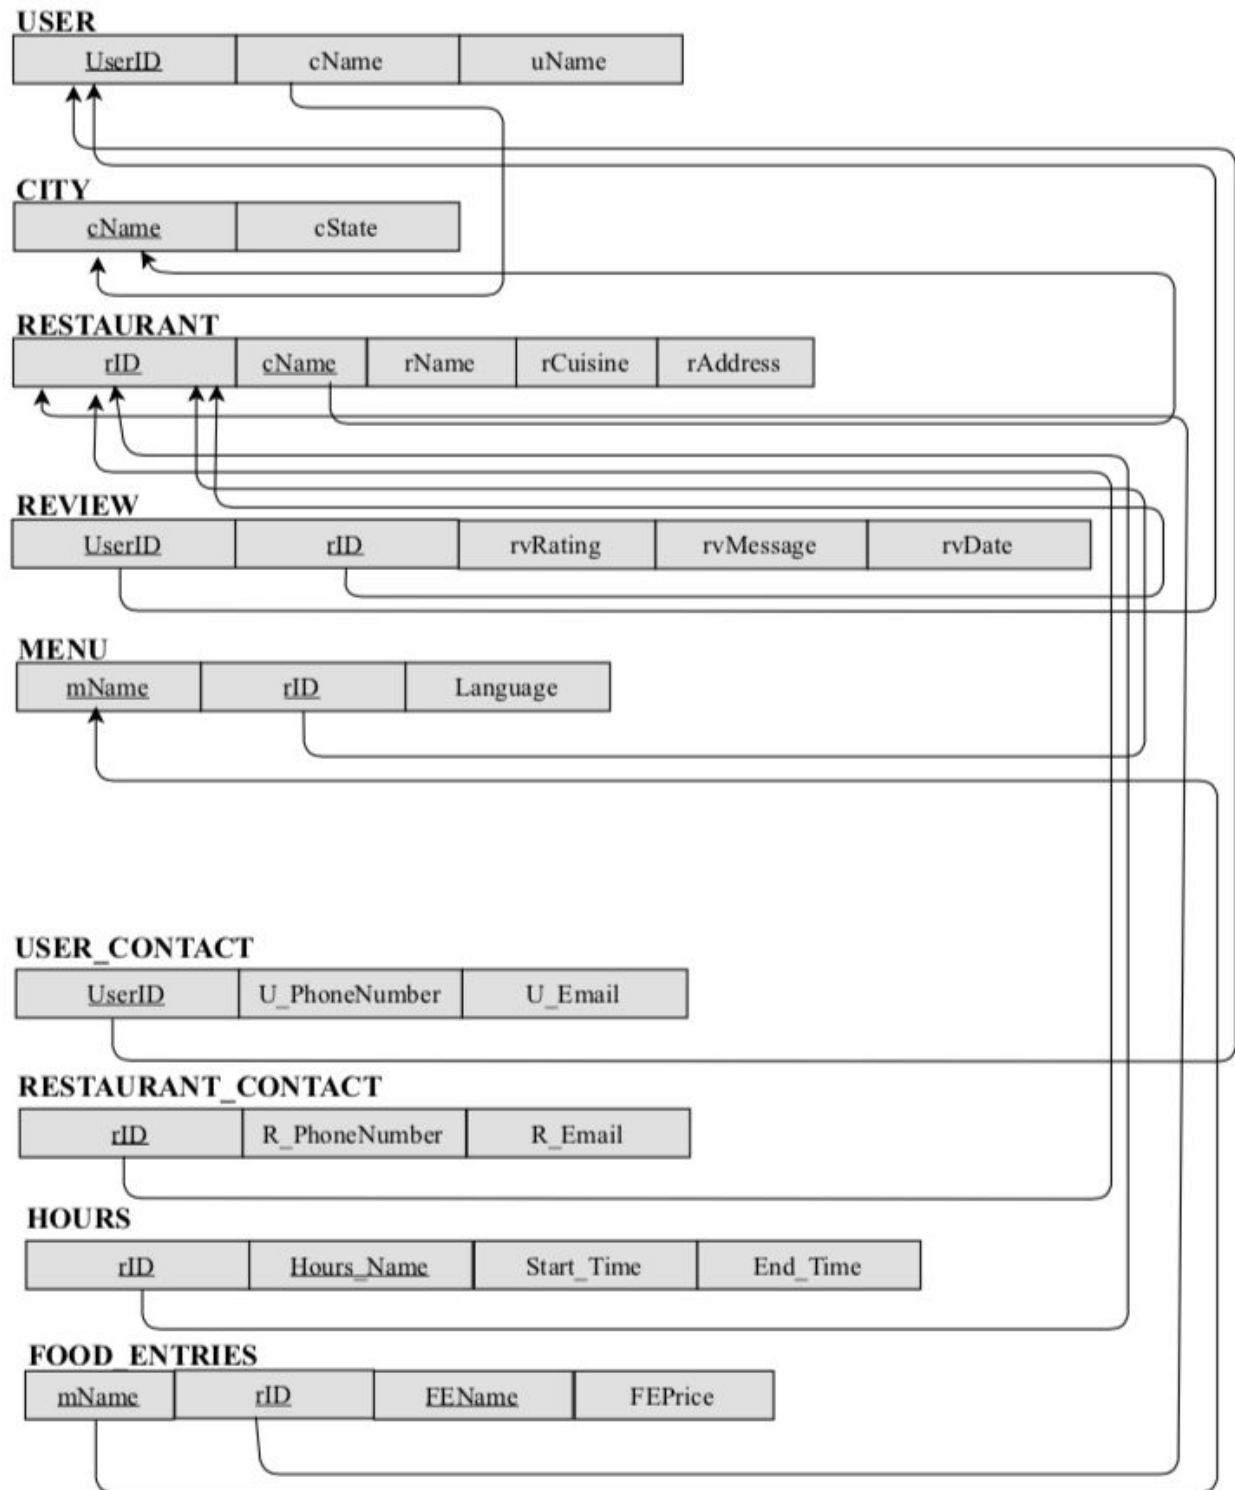 USER
UserID cName uName
CITY
cName cState
RESTAURANT
rID cName rName rCuisine rAddress
REVIEW
UserID rID rvRating rvMessage rvDate
MENU
mName rID Language
USER_CONTACT
UserID U_PhoneNumber U_Email
RESTAURANT_CONTACT
rID R_PhoneNumber R_Email
HOURS
rID Hours_Name Start_Time End_Time
FOOD_ENTRIES
mName rID FEName FEPrice